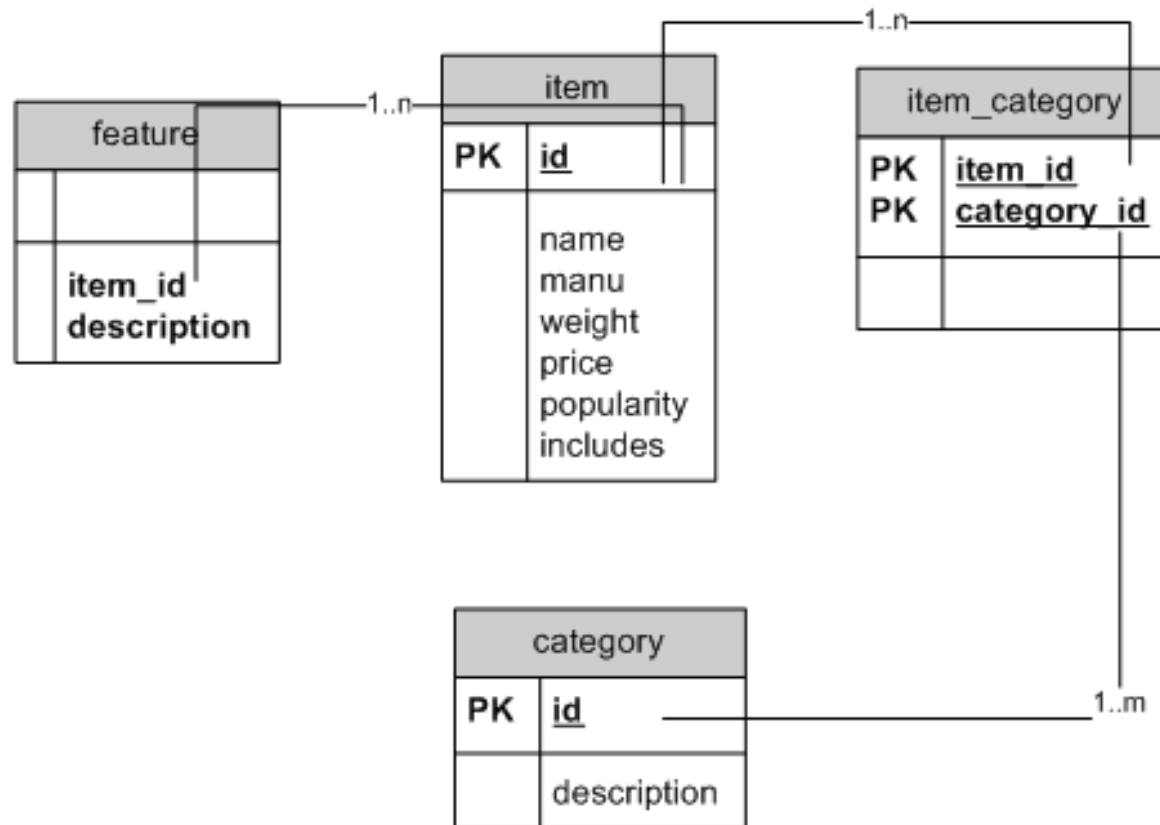 1..n
item
1..n
feature
item_category
PK id
PK item_id
PK category_id
name
manu
weight
price
popularity
includes
item_id
description
category
PK id
1..m
description